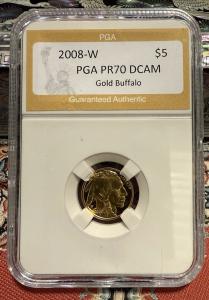 PGA
2008-W $5
PGA PR70 DCAM
Gold Buffalo
Guaranteed Authentic